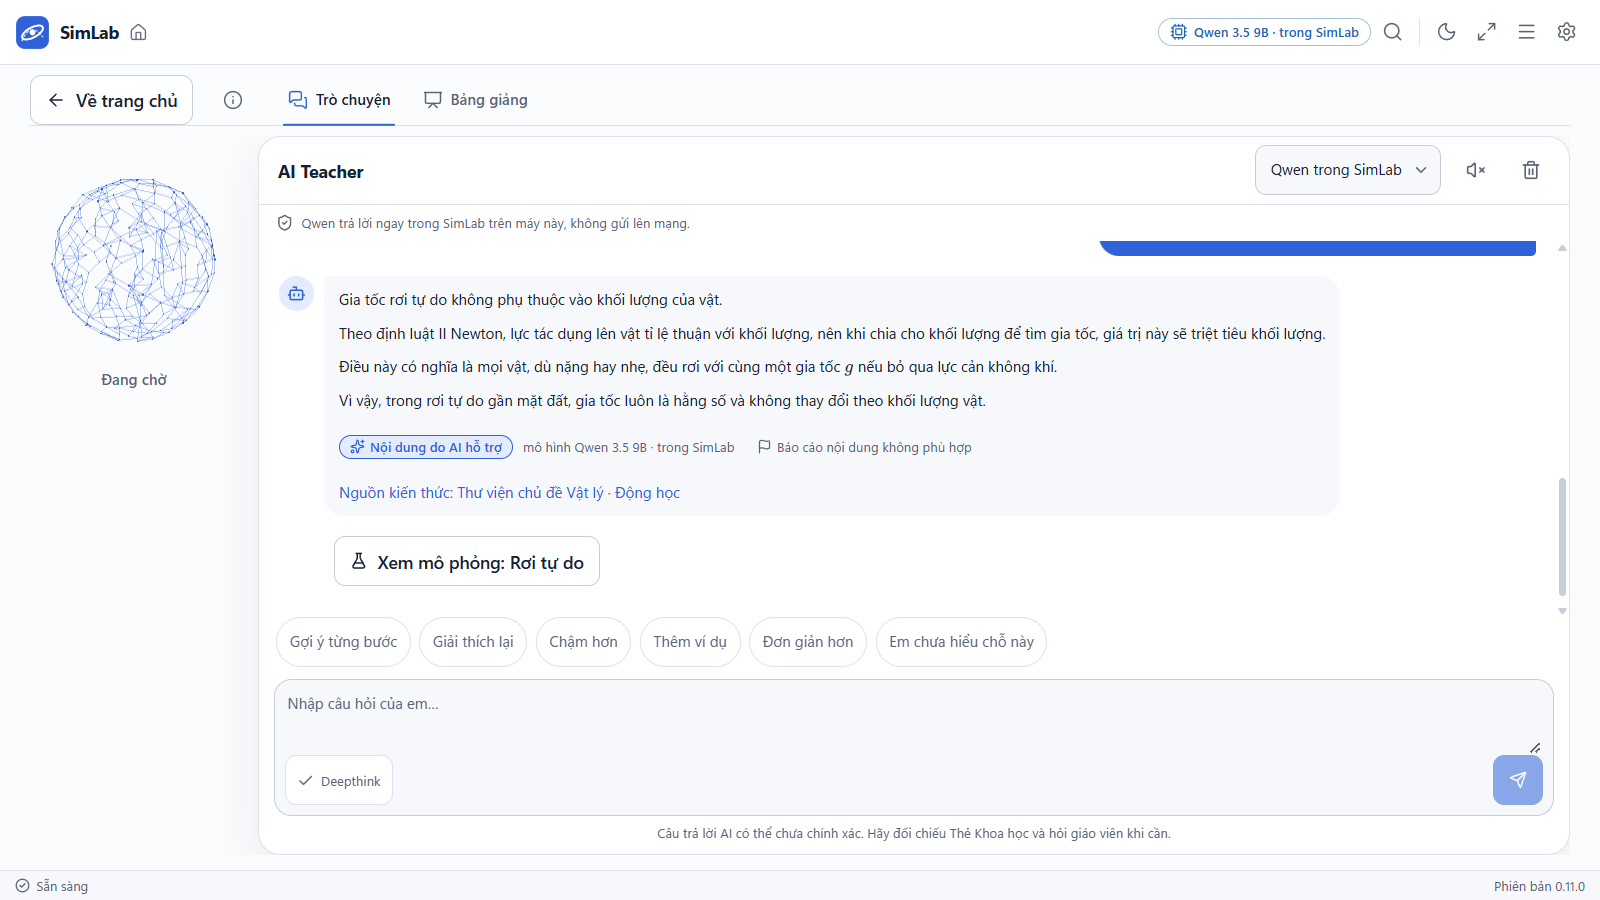 SimLab
Qwen 3.5 9B · trong SimLab
Về trang chủ
Trò chuyện
Bảng giảng
Đang chờ
AI Teacher
Qwen trong SimLab
Qwen trả lời ngay trong SimLab trên máy này, không gửi lên mạng.
Gia tốc rơi tự do không phụ thuộc vào khối lượng của vật.
Theo định luật II Newton, lực tác dụng lên vật tỉ lệ thuận với khối lượng, nên khi chia cho khối lượng để tìm gia tốc, giá trị này sẽ triệt tiêu khối lượng.
Điều này có nghĩa là mọi vật, dù nặng hay nhẹ, đều rơi với cùng một gia tốc g nếu bỏ qua lực cản không khí.
Vì vậy, trong rơi tự do gần mặt đất, gia tốc luôn là hằng số và không thay đổi theo khối lượng vật.
Nội dung do AI hỗ trợ
mô hình Qwen 3.5 9B · trong SimLab
Báo cáo nội dung không phù hợp
Nguồn kiến thức: Thư viện chủ đề Vật lý · Động học
Xem mô phỏng: Rơi tự do
Gợi ý từng bước
Giải thích lại
Chậm hơn
Thêm ví dụ
Đơn giản hơn
Em chưa hiểu chỗ này
Nhập câu hỏi của em...
Deepthink
Câu trả lời AI có thể chưa chính xác. Hãy đối chiếu Thẻ Khoa học và hỏi giáo viên khi cần.
Sẵn sàng
Phiên bản 0.11.0